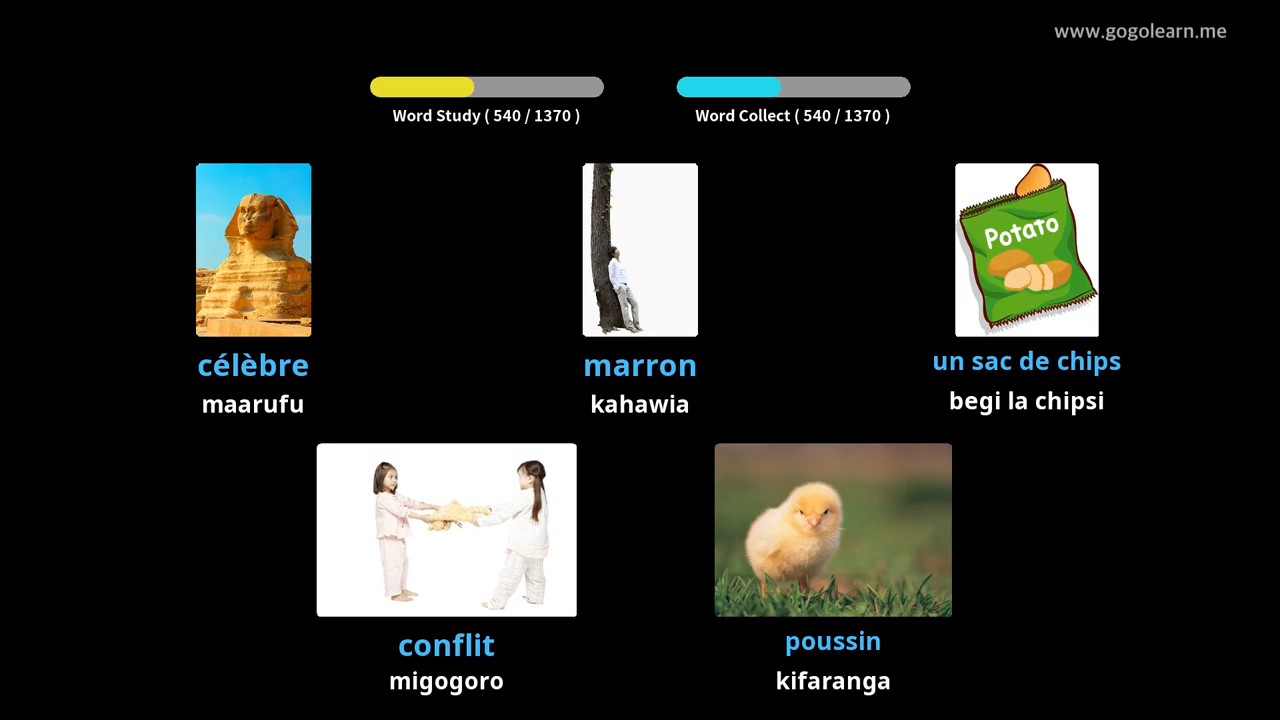 www.gogolearn.me
Word Study ( 540 / 1370 )
Word Collect ( 540 / 1370 )
Potato
célèbre
maarufu
marron
kahawia
un sac de chips
begi la chipsi
conflit
migogoro
poussin
kifaranga